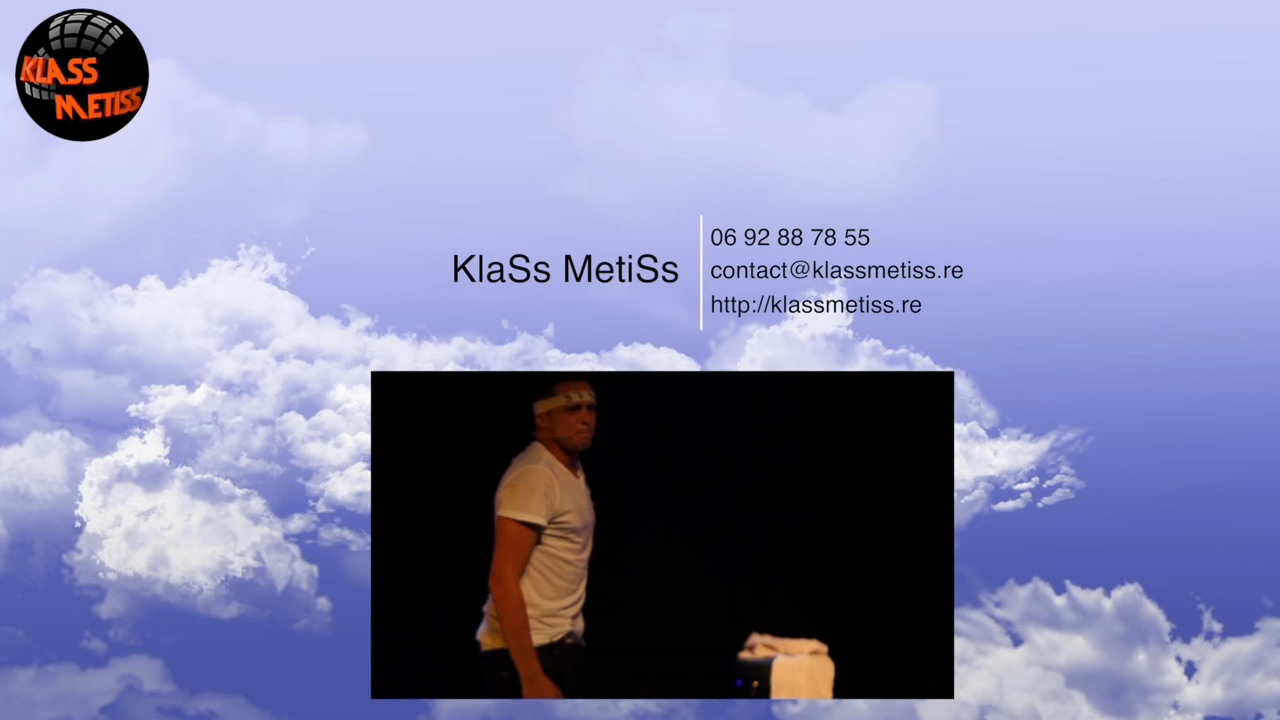 KLASS
METISS
KlaSs MetiSs
06 92 88 78 55
contact@klassmetiss.re
http://klassmetiss.re